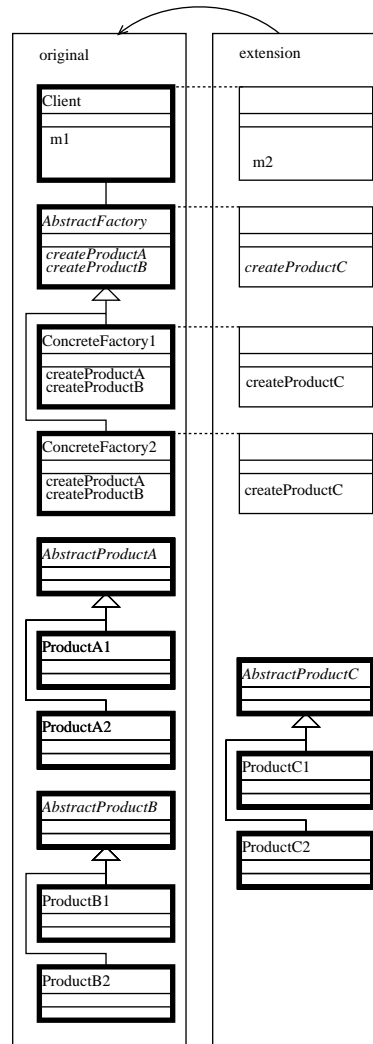 original
Client
m1
AbstractFactory
createProductA
createProductB
ConcreteFactory1
createProductA
createProductB
ConcreteFactory2
createProductA
createProductB
AbstractProductA
ProductA1
ProductA2
AbstractProductB
ProductB1
ProductB2
extension
m2
createProductC
createProductC
createProductC
AbstractProductC
ProductC1
ProductC2